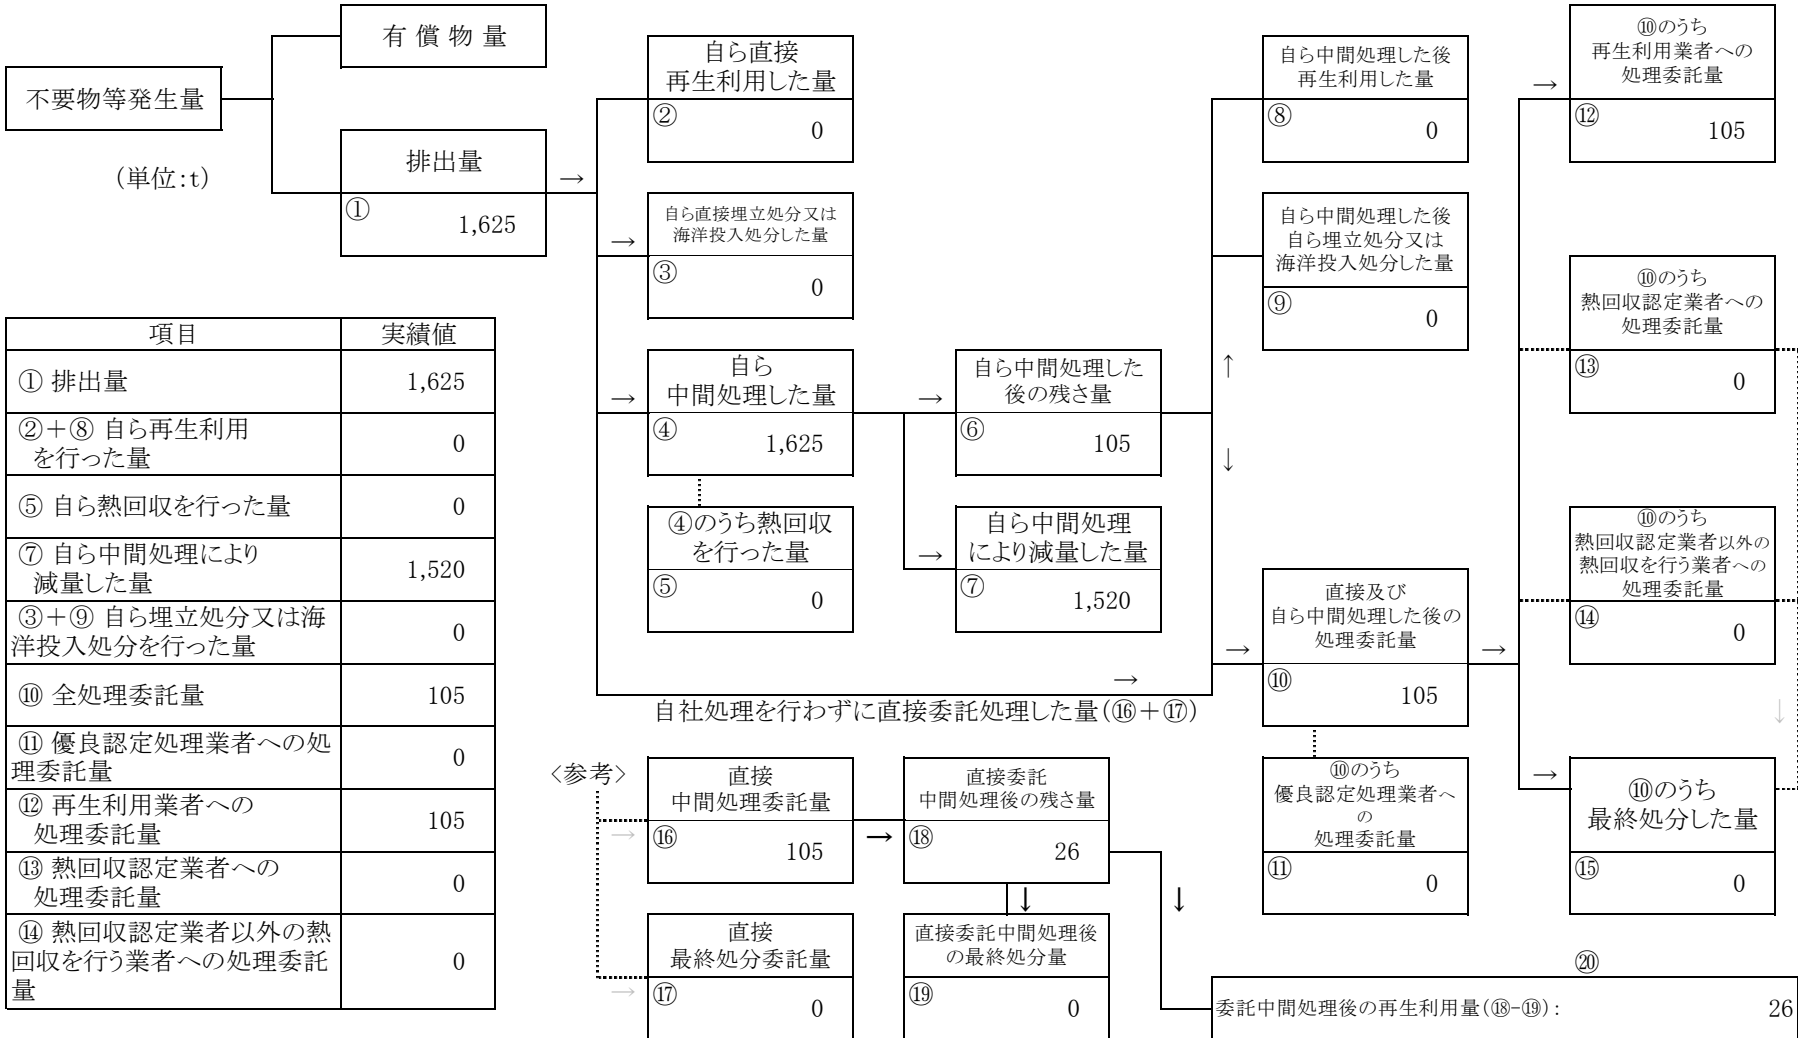 有 償 物 量
不要物等発生量
(単位:t)
排出量
①
1,625
→
自ら直接
再生利用した量
②
0
自ら直接埋立処分又は
海洋投入処分した量
→
③
0
自ら
中間処理した量
→
④
1,625
④のうち熱回収
を行った量
⑤
0
→
自ら中間処理した
後の残さ量
⑥
105
→
自ら中間処理
により減量した量
⑦
1,520
↑
↓
自ら中間処理した後
再生利用した量
⑧
0
自ら中間処理した後
自ら埋立処分又は
海洋投入処分した量
⑨
0
→
自社処理を行わずに直接委託処理した量(⑯+⑰)
→
直接及び
自ら中間処理した後の
処理委託量
⑩
105
→
⑩のうち
優良認定処理業者へ
の
処理委託量
⑪
0
→
⑩のうち
再生利用業者への
処理委託量
⑫
105
⑩のうち
熱回収認定業者への
処理委託量
⑬
0
⑩のうち
熱回収認定業者以外の
熱回収を行う業者への
処理委託量
⑭
0
↓
→
⑩のうち
最終処分した量
⑮
0
項目 実績値
① 排出量 1,625
②+⑧ 自ら再生利用
を行った量 0
⑤ 自ら熱回収を行った量 0
⑦ 自ら中間処理により
減量した量 1,520
③+⑨ 自ら埋立処分又は海
洋投入処分を行った量 0
⑩ 全処理委託量 105
⑪ 優良認定処理業者への処
理委託量 0
⑫ 再生利用業者への
処理委託量 105
⑬ 熱回収認定業者への
処理委託量 0
⑭ 熱回収認定業者以外の熱
回収を行う業者への処理委託
量 0
<参考>
直接
中間処理委託量
→
⑯
105
→
直接委託
中間処理後の残さ量
⑱
26
↓
↓
直接
最終処分委託量
→
⑰
0
直接委託中間処理後
の最終処分量
⑲
0
⑳
委託中間処理後の再生利用量(⑱-⑲): 26